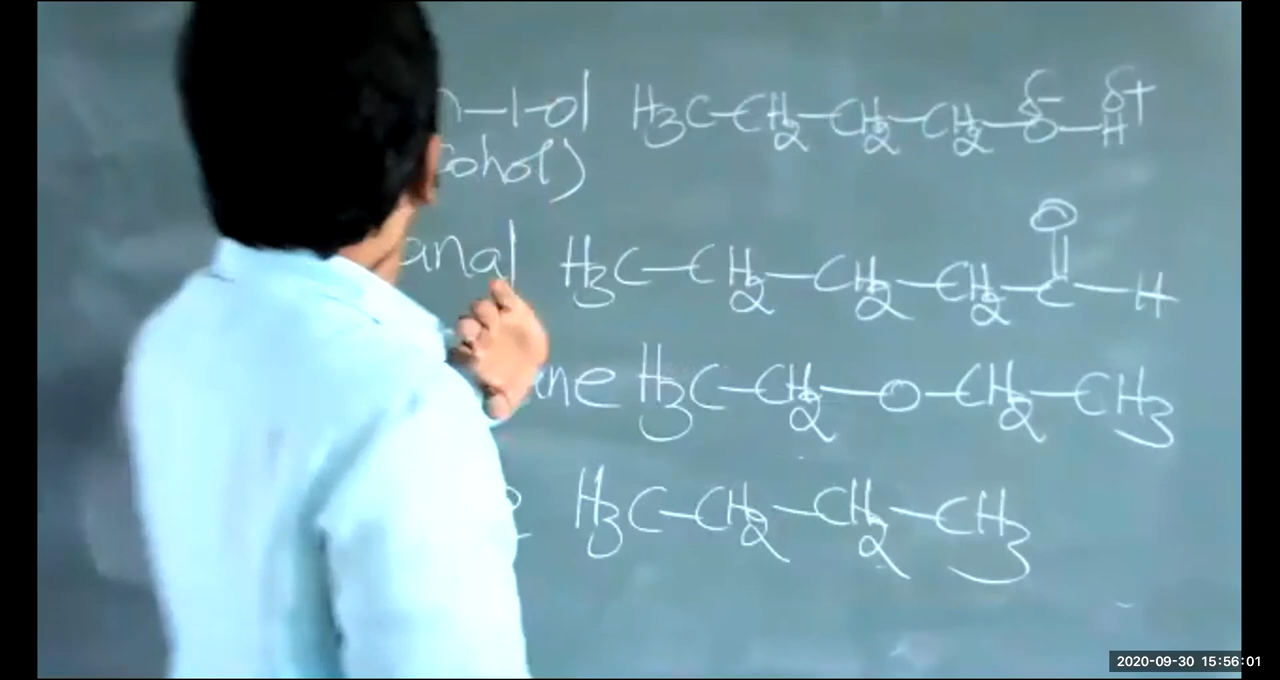 n-1-ol H3C-CH2-CH2-CH2-O-H δ- δ+
cohol)
anal H3C-CH2-CH2-CH2-C-H O
ane H3C-CH2-O-CH2-CH3
H3C-CH2-CH2-CH3
2020-09-30 15:56:01